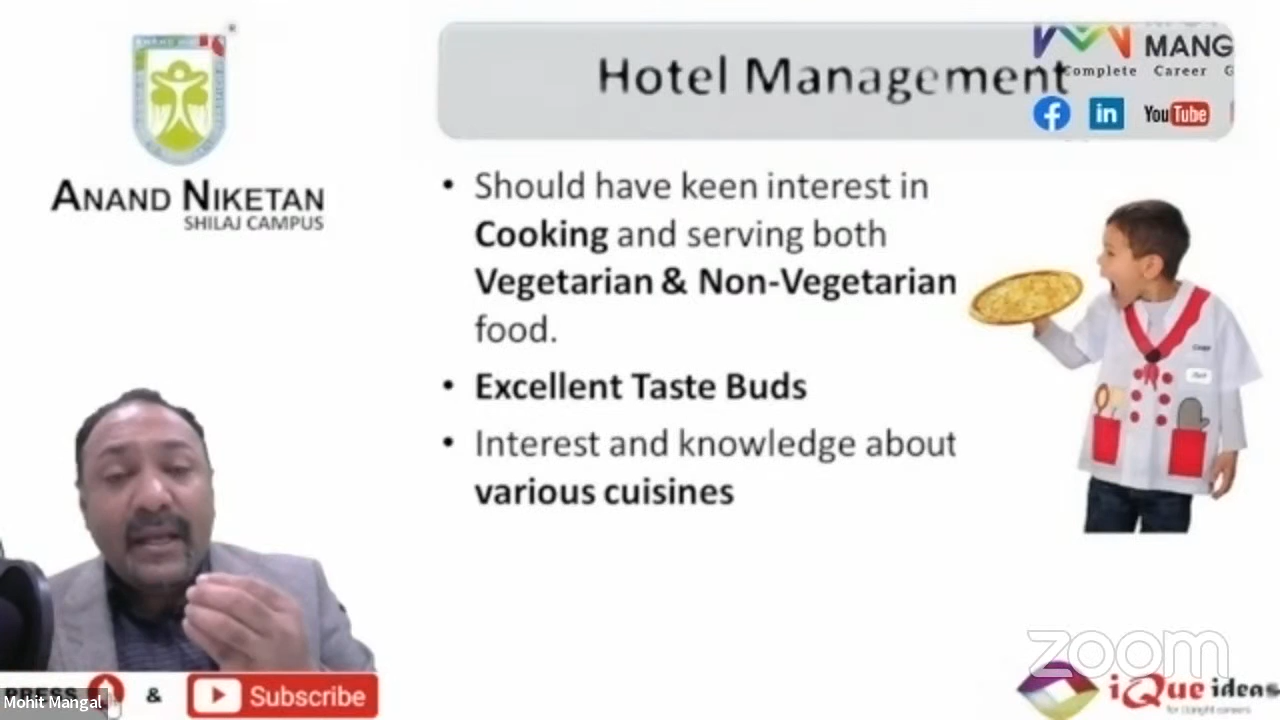 ANAND NIKETAN
SHILAJ CAMPUS
Hotel Management
MANG
Complete Career G
in
YouTube
• Should have keen interest in
Cooking and serving both
Vegetarian & Non-Vegetarian
food.
• Excellent Taste Buds
• Interest and knowledge about
various cuisines
PRESS & Subscribe
Mohit Mangal
zoom
iQue ideas